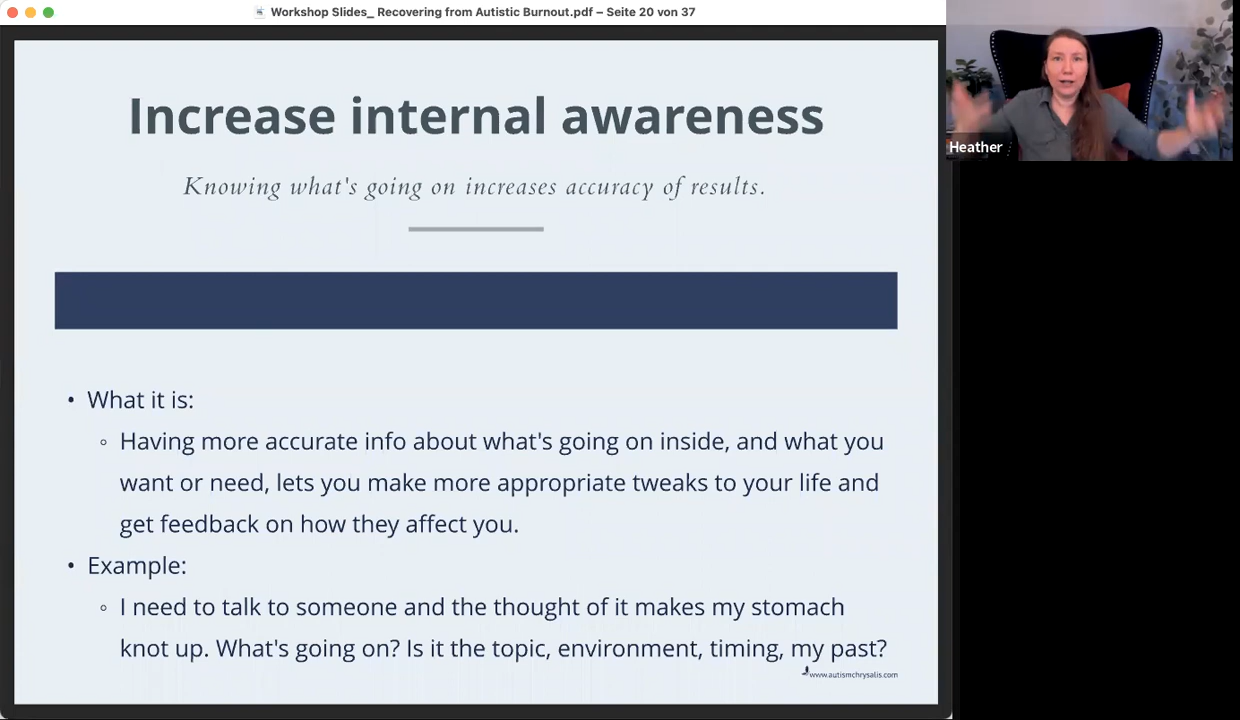 Workshop Slides_ Recovering from Autistic Burnout.pdf – Seite 20 von 37
Increase internal awareness
Knowing what's going on increases accuracy of results.
• What it is:
◦ Having more accurate info about what's going on inside, and what you
want or need, lets you make more appropriate tweaks to your life and
get feedback on how they affect you.
• Example:
◦ I need to talk to someone and the thought of it makes my stomach
knot up. What's going on? Is it the topic, environment, timing, my past?
www.autismchrysalis.com
Heather